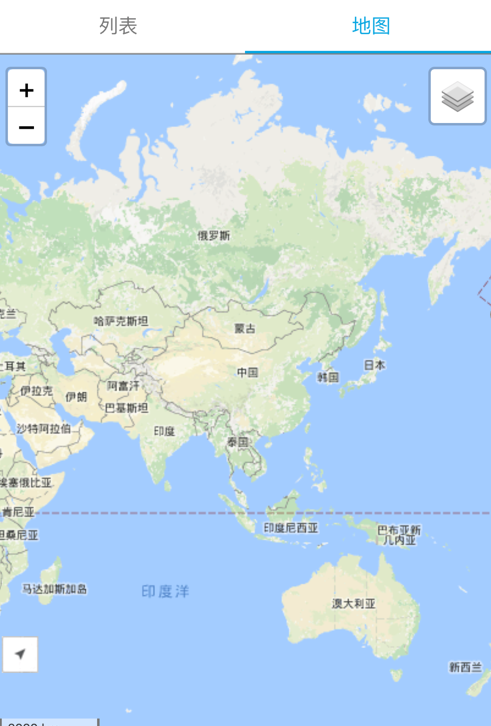 列表
地图
+
−
俄罗斯
克兰
哈萨克斯坦
蒙古
土耳其
中国
日本
韩国
伊拉克
伊朗
阿富汗
巴基斯坦
沙特阿拉伯
印度
泰国
埃塞俄比亚
肯尼亚
坦桑尼亚
印度尼西亚
巴布亚新
几内亚
马达加斯加岛
印度洋
澳大利亚
新西兰